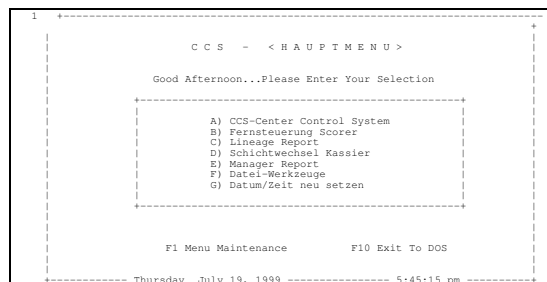 1
C C S - < H A U P T M E N U >
Good Afternoon...Please Enter Your Selection
A) CCS-Center Control System
B) Fernsteuerung Scorer
C) Lineage Report
D) Schichtwechsel Kassier
E) Manager Report
F) Datei-Werkzeuge
G) Datum/Zeit neu setzen
F1 Menu Maintenance F10 Exit To DOS
Thursday July 19, 1999 5:45:15 pm